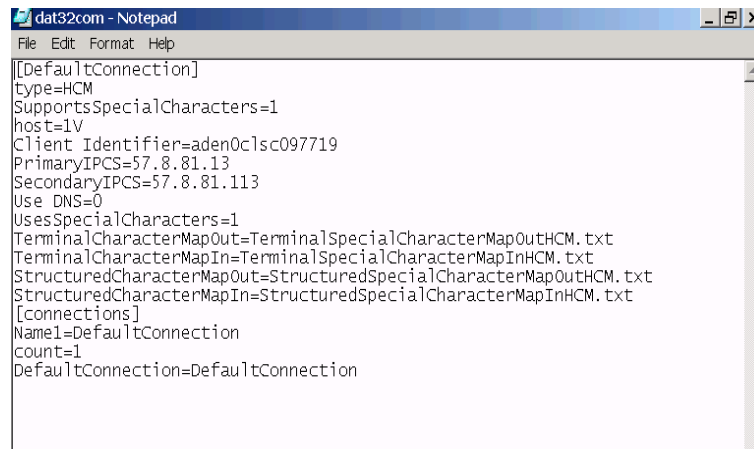 dat32com - Notepad
File Edit Format Help
[DefaultConnection]
type=HCM
SupportsSpecialCharacters=1
host=1V
Client Identifier=aden0clsc097719
PrimaryIPCS=57.8.81.13
SecondaryIPCS=57.8.81.113
Use DNS=0
UsesSpecialCharacters=1
TerminalCharacterMapOut=TerminalSpecialCharacterMapOutHCM.txt
TerminalCharacterMapIn=TerminalSpecialCharacterMapInHCM.txt
StructuredCharacterMapOut=StructuredSpecialCharacterMapOutHCM.txt
StructuredCharacterMapIn=StructuredSpecialCharacterMapInHCM.txt
[connections]
Name1=DefaultConnection
count=1
DefaultConnection=DefaultConnection